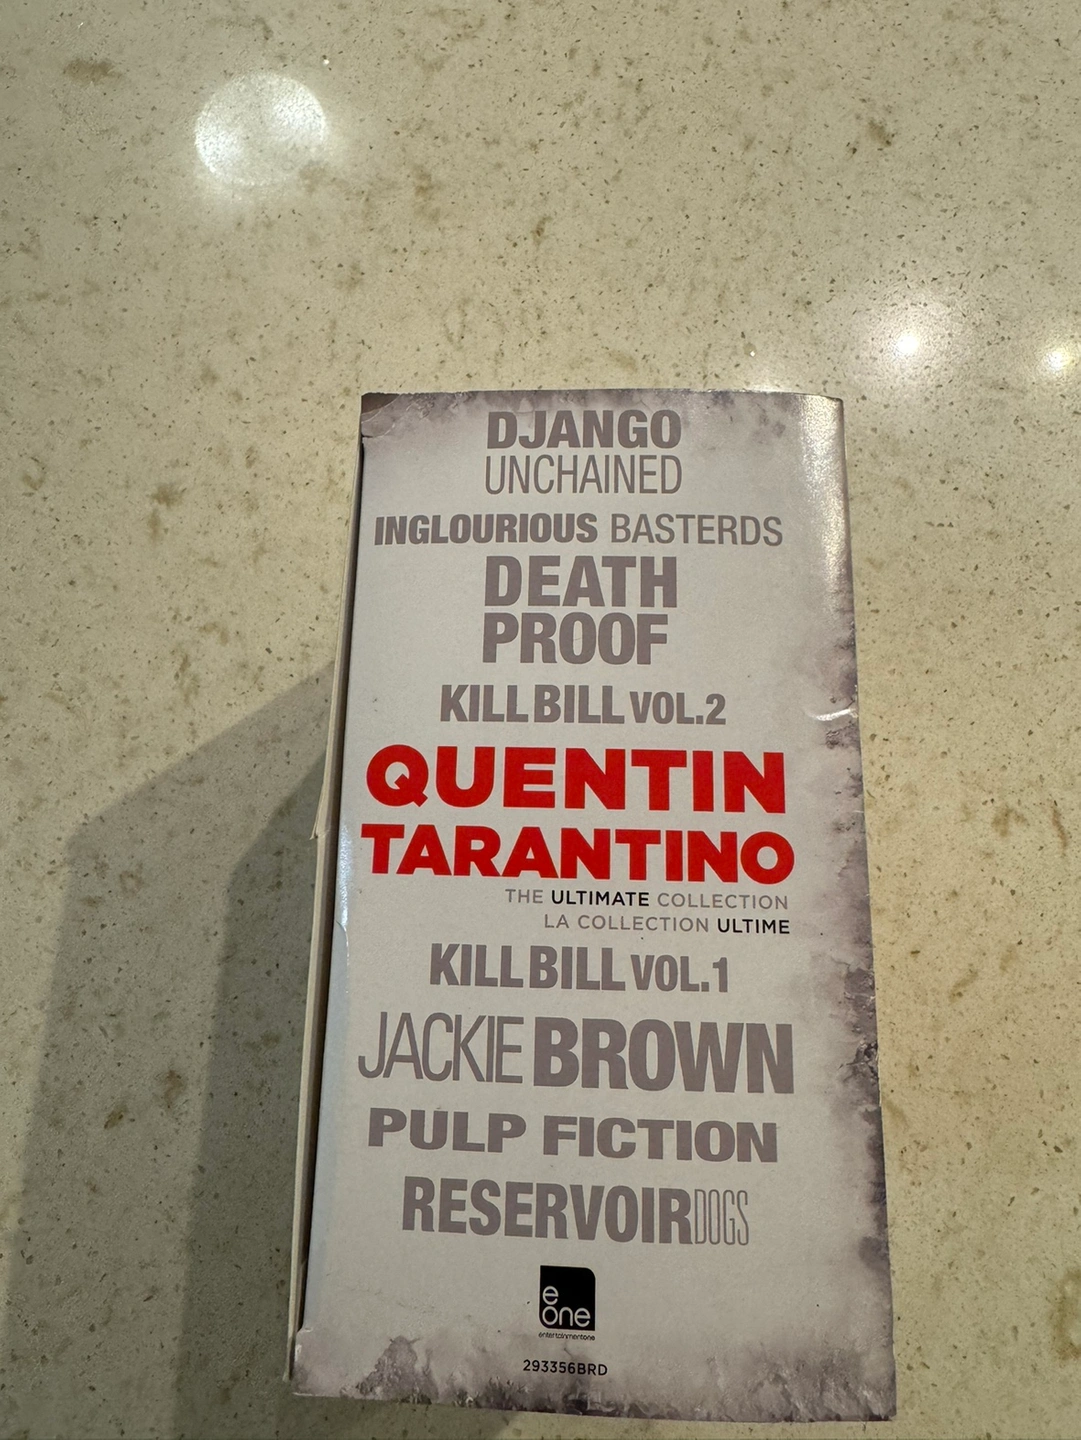 DJANGO
UNCHAINED
INGLOURIOUS BASTERDS
DEATH
PROOF
KILL BILL VOL.2
QUENTIN
TARANTINO
THE ULTIMATE COLLECTION
LA COLLECTION ULTIME
KILL BILL VOL.1
JACKIE BROWN
PULP FICTION
RESERVOIR DOGS
e
one
entertainmentone
293356BRD